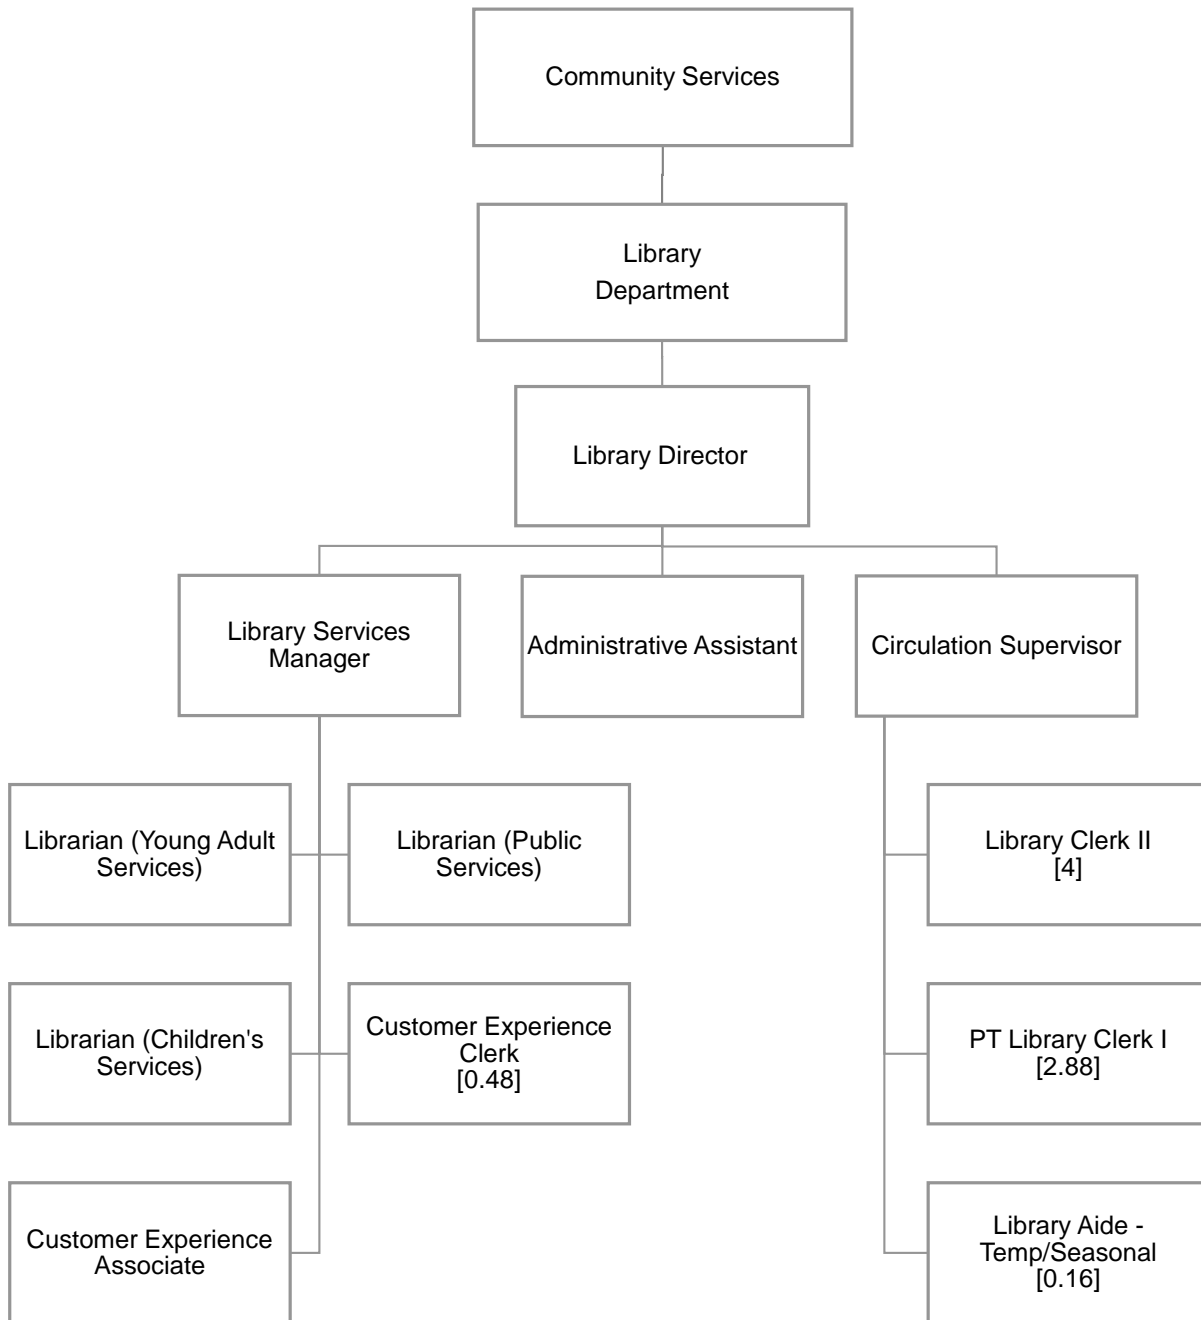 Community Services
Library
Department
Library Director
Library Services
Manager
Administrative Assistant
Circulation Supervisor
Librarian (Young Adult
Services)
Librarian (Public
Services)
Library Clerk II
[4]
Librarian (Children's
Services)
Customer Experience
Clerk
[0.48]
PT Library Clerk I
[2.88]
Customer Experience
Associate
Library Aide -
Temp/Seasonal
[0.16]